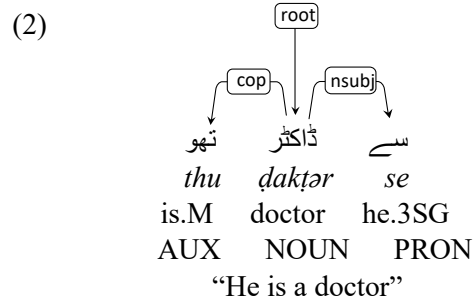 (2)
root
cop nsubj
سے ڈاکٹر تھو
thu ḍakṭər se
is.M doctor he.3SG
AUX NOUN PRON
“He is a doctor”